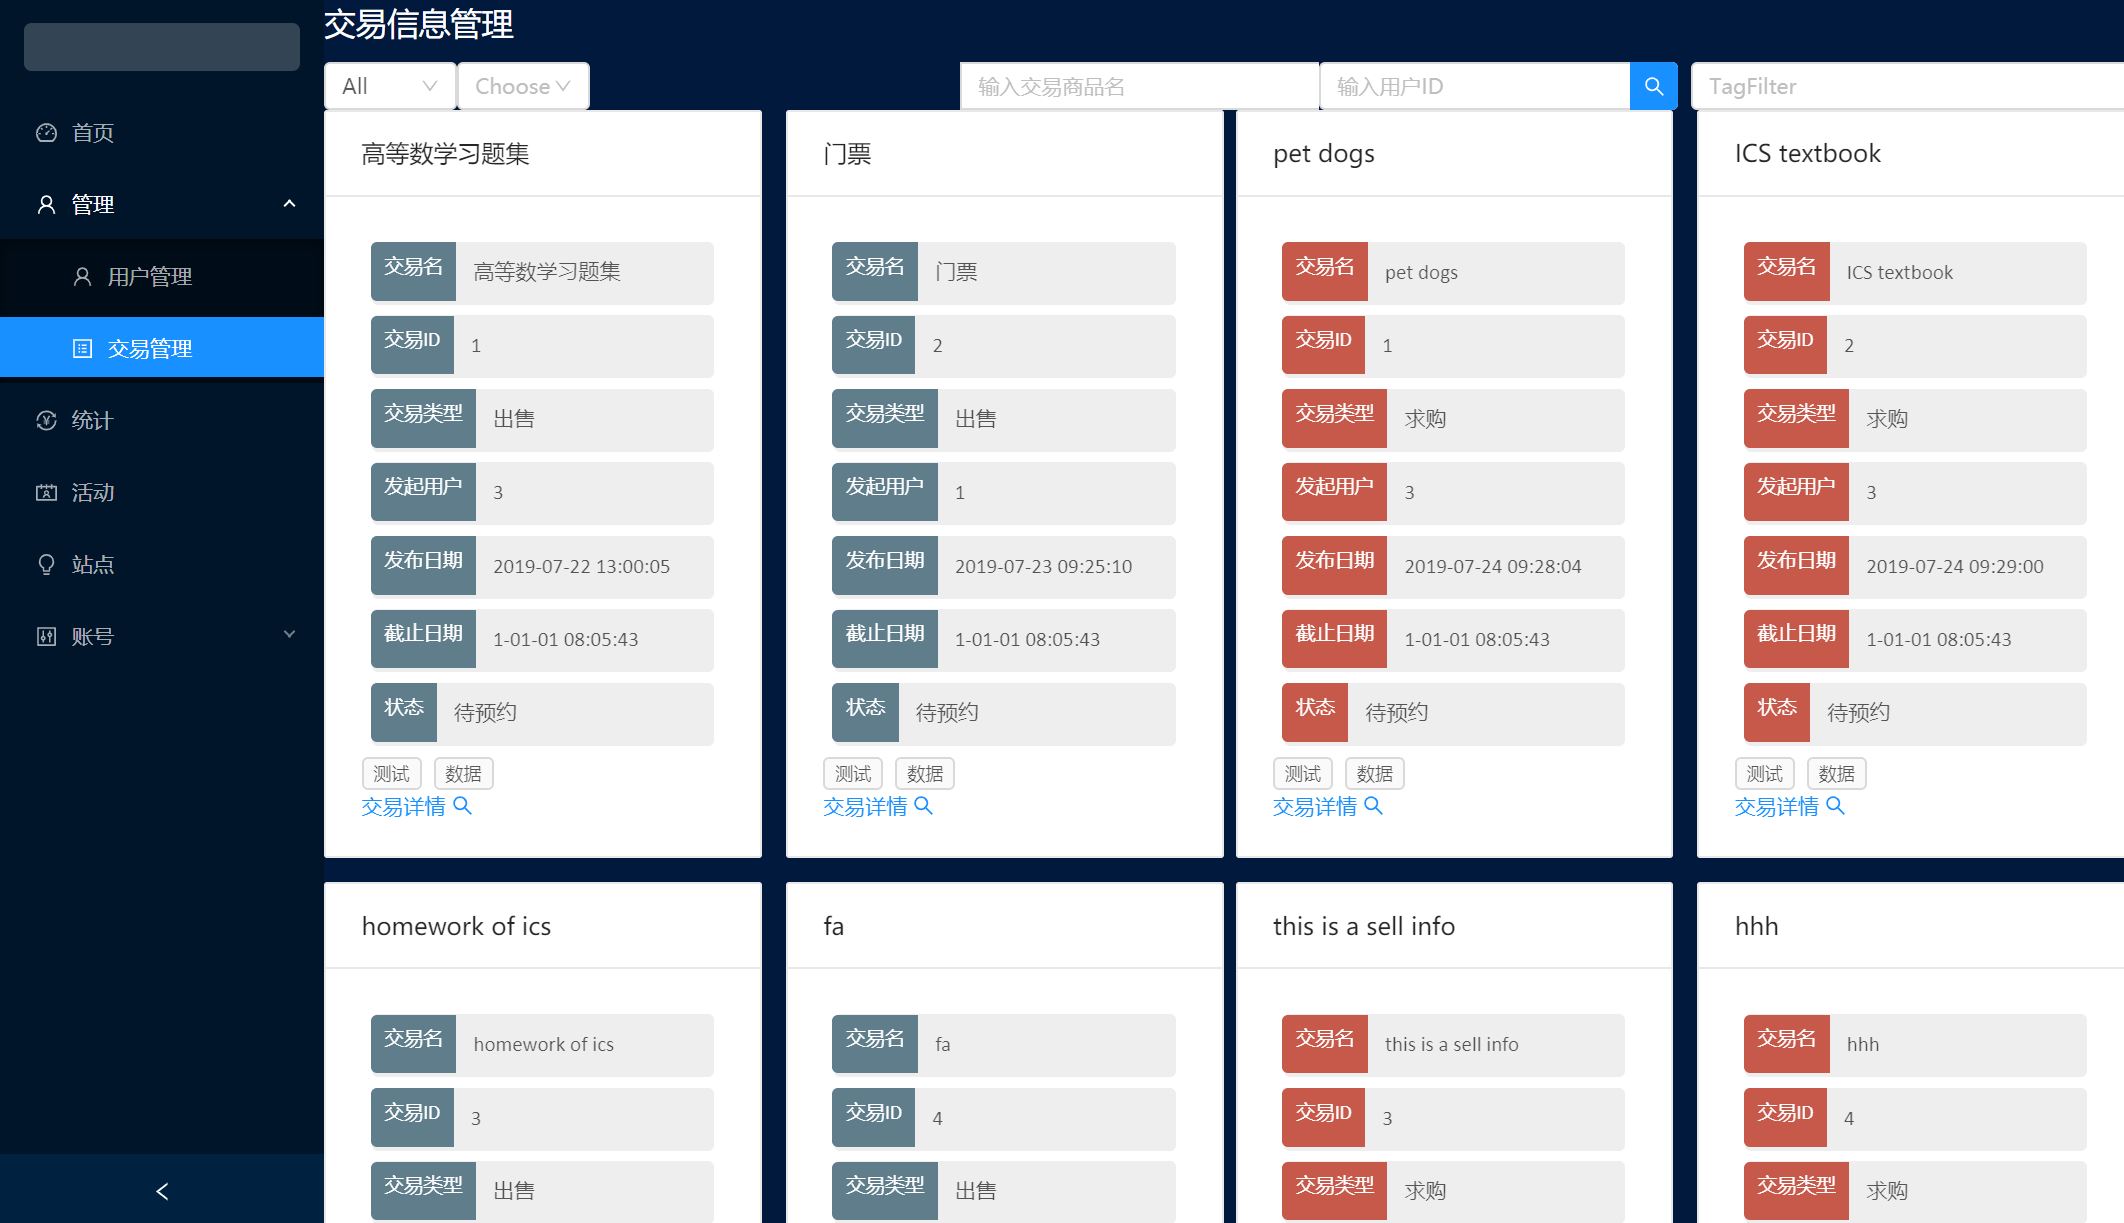 交易信息管理
首页
管理
用户管理
交易管理
统计
活动
站点
账号
All
Choose
输入交易商品名
输入用户ID
TagFilter
高等数学习题集
交易名 高等数学习题集
交易ID 1
交易类型 出售
发起用户 3
发布日期 2019-07-22 13:00:05
截止日期 1-01-01 08:05:43
状态 待预约
测试 数据
交易详情
门票
交易名 门票
交易ID 2
交易类型 出售
发起用户 1
发布日期 2019-07-23 09:25:10
截止日期 1-01-01 08:05:43
状态 待预约
测试 数据
交易详情
pet dogs
交易名 pet dogs
交易ID 1
交易类型 求购
发起用户 3
发布日期 2019-07-24 09:28:04
截止日期 1-01-01 08:05:43
状态 待预约
测试 数据
交易详情
ICS textbook
交易名 ICS textbook
交易ID 2
交易类型 求购
发起用户 3
发布日期 2019-07-24 09:29:00
截止日期 1-01-01 08:05:43
状态 待预约
测试 数据
交易详情
homework of ics
交易名 homework of ics
交易ID 3
交易类型 出售
fa
交易名 fa
交易ID 4
交易类型 出售
this is a sell info
交易名 this is a sell info
交易ID 3
交易类型 求购
hhh
交易名 hhh
交易ID 4
交易类型 求购